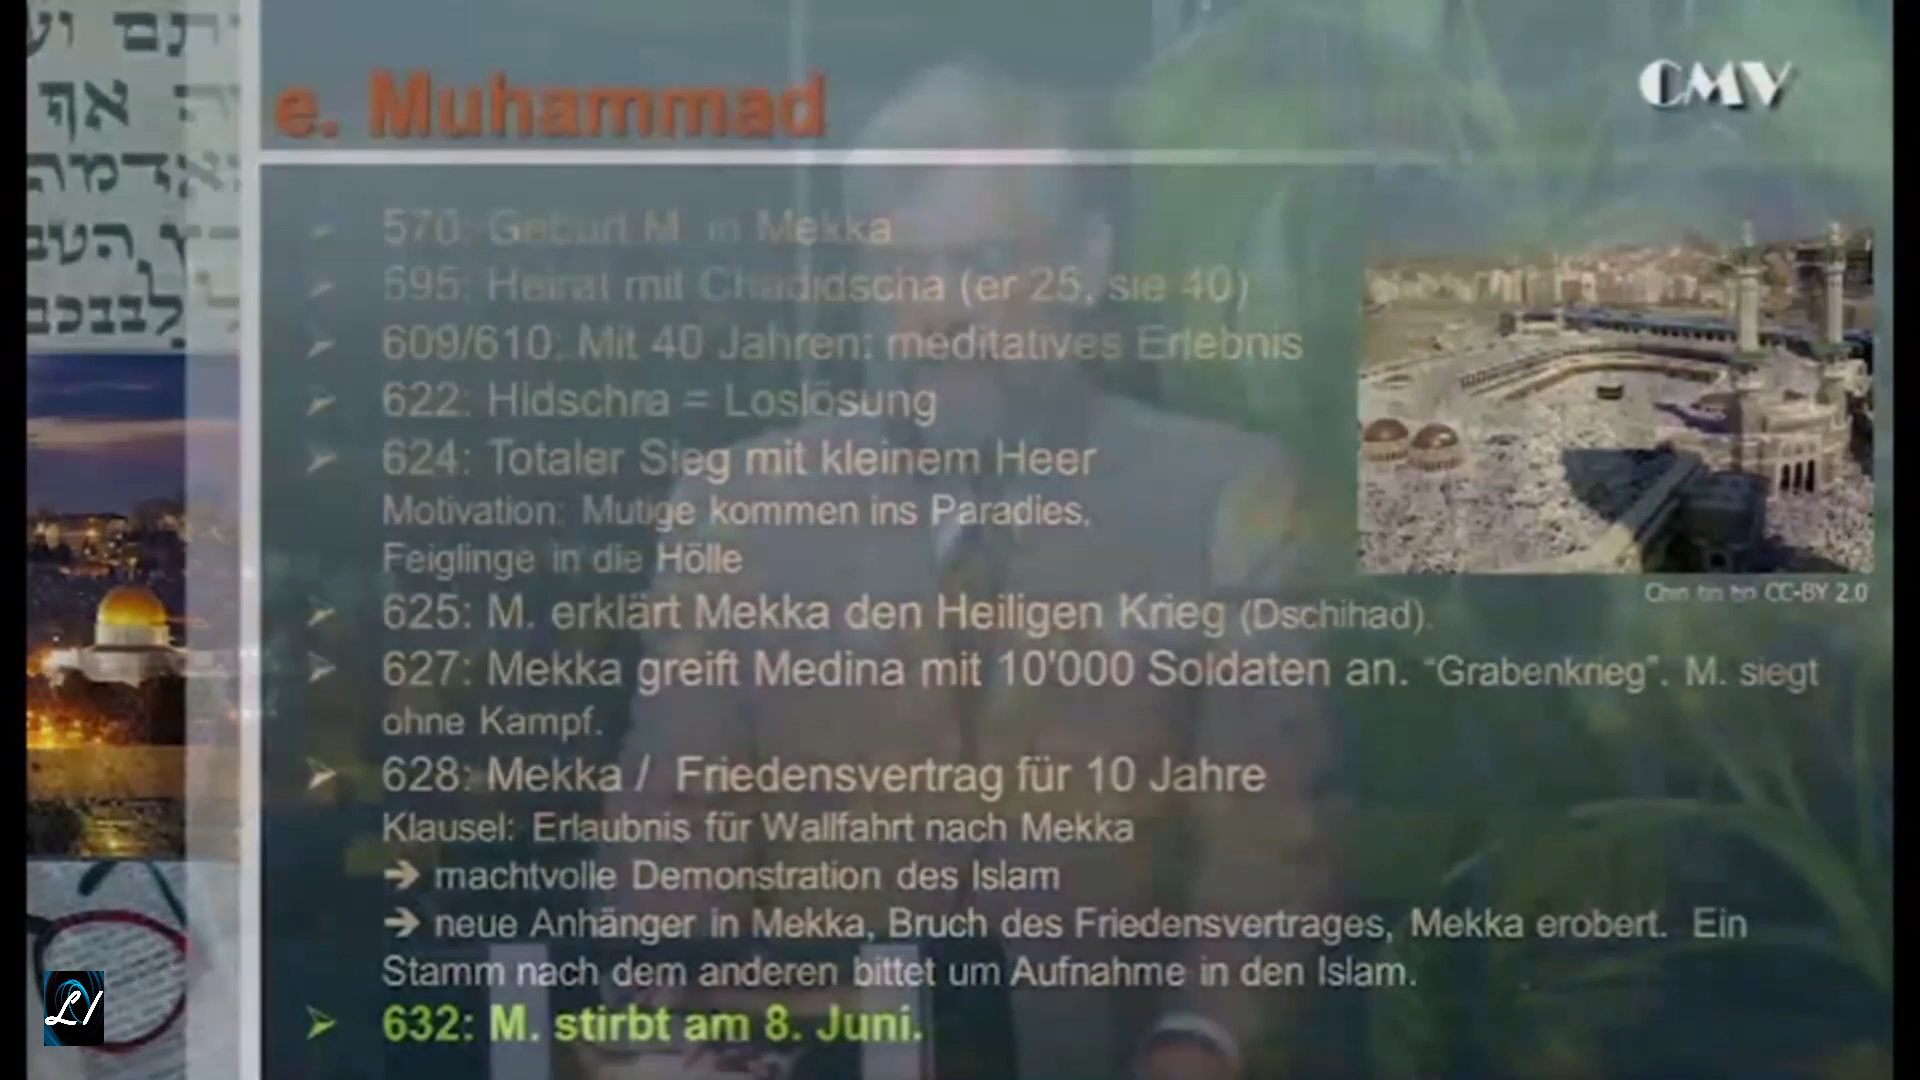 CMV
e. Muhammad
570: Geburt M. in Mekka
595: Heirat mit Chadidscha (er 25, sie 40)
609/610: Mit 40 Jahren: meditatives Erlebnis
622: Hidschra = Loslösung
624: Totaler Sieg mit kleinem Heer
Motivation: Mutige kommen ins Paradies,
Feiglinge in die Hölle
625: M. erklärt Mekka den Heiligen Krieg (Dschihad).
627: Mekka greift Medina mit 10'000 Soldaten an. "Grabenkrieg". M. siegt
ohne Kampf.
628: Mekka / Friedensvertrag für 10 Jahre
Klausel: Erlaubnis für Wallfahrt nach Mekka
➔ machtvolle Demonstration des Islam
➔ neue Anhänger in Mekka, Bruch des Friedensvertrages, Mekka erobert. Ein
Stamm nach dem anderen bittet um Aufnahme in den Islam.
632: M. stirbt am 8. Juni.
CC-BY 2.0
אף
השב
לבבכם